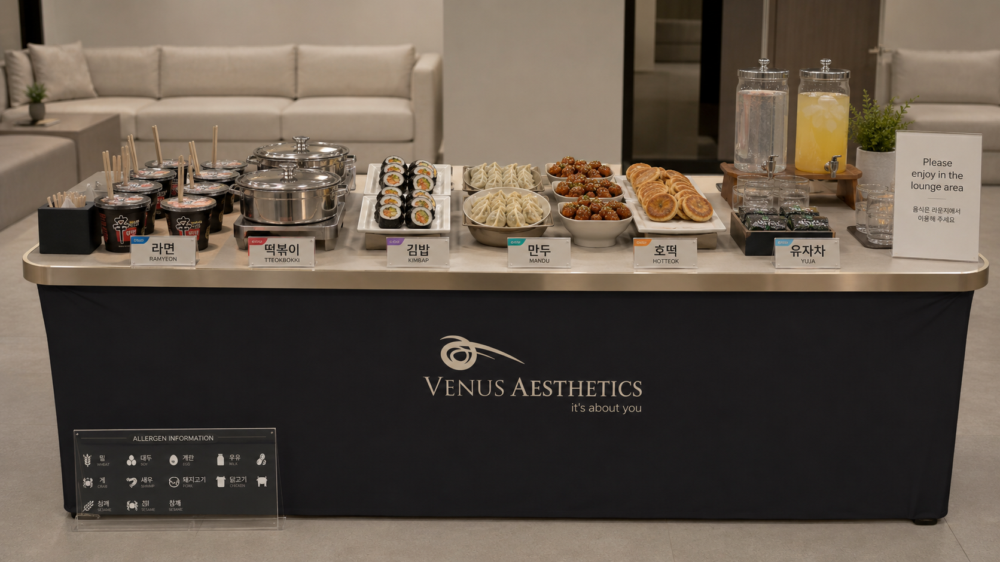 Please
enjoy in the
lounge area
음식은 라운지에서
이용해 주세요
라면
RAMYEON
떡볶이
TTEOKBOKKI
김밥
KIMBAP
만두
MANDU
호떡
HOTTEOK
유자차
YUJA
VENUS AESTHETICS
it's about you
ALLERGEN INFORMATION
밀
WHEAT
대두
SOY
계란
EGG
우유
MILK
게
CRAB
새우
SHRIMP
돼지고기
PORK
닭고기
CHICKEN
SESAME
SESAME
참깨
SESAME